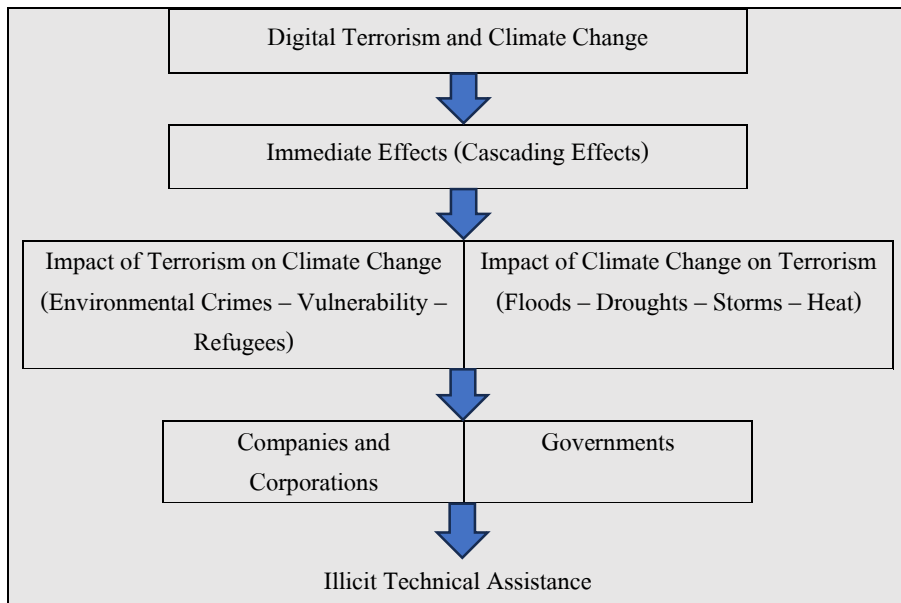 Digital Terrorism and Climate Change
Immediate Effects (Cascading Effects)
Impact of Terrorism on Climate Change
(Environmental Crimes – Vulnerability –
Refugees)
Impact of Climate Change on Terrorism
(Floods – Droughts – Storms – Heat)
Companies and
Corporations
Governments
Illicit Technical Assistance